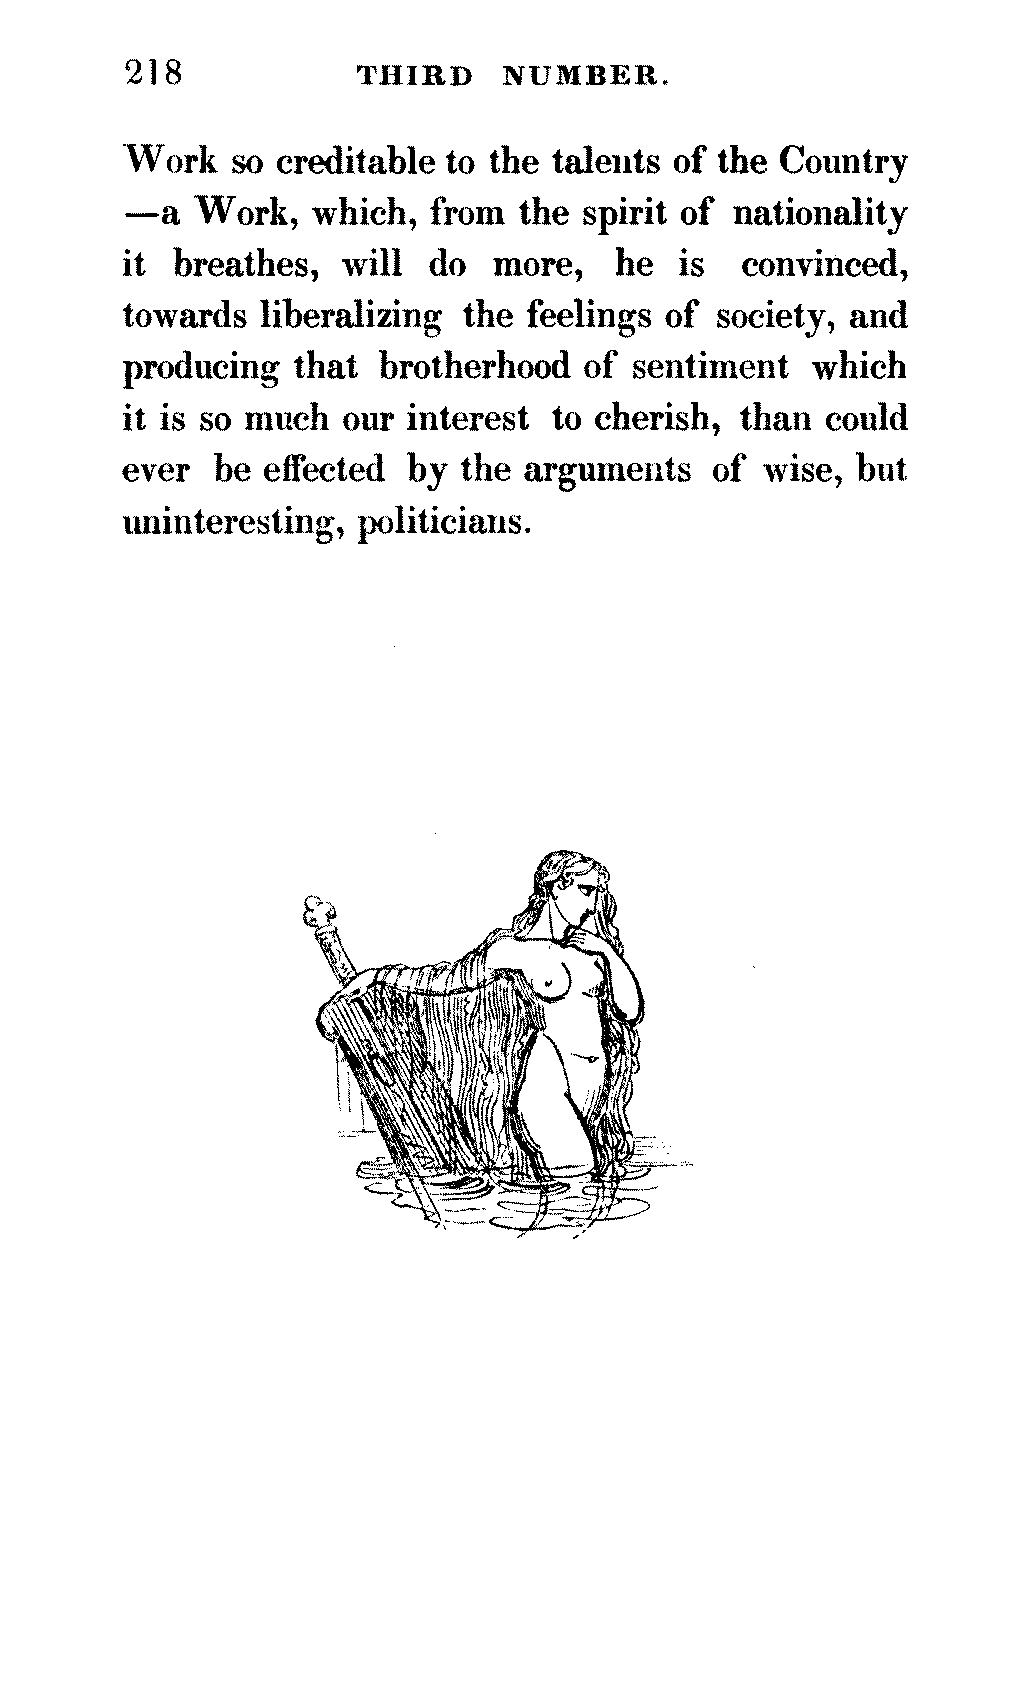 218 THIRD NUMBER.
Work so creditable to the talents of the Country
—a Work, which, from the spirit of nationality
it breathes, will do more, he is convinced,
towards liberalizing the feelings of society, and
producing that brotherhood of sentiment which
it is so much our interest to cherish, than could
ever be effected by the arguments of wise, but
uninteresting, politicians.